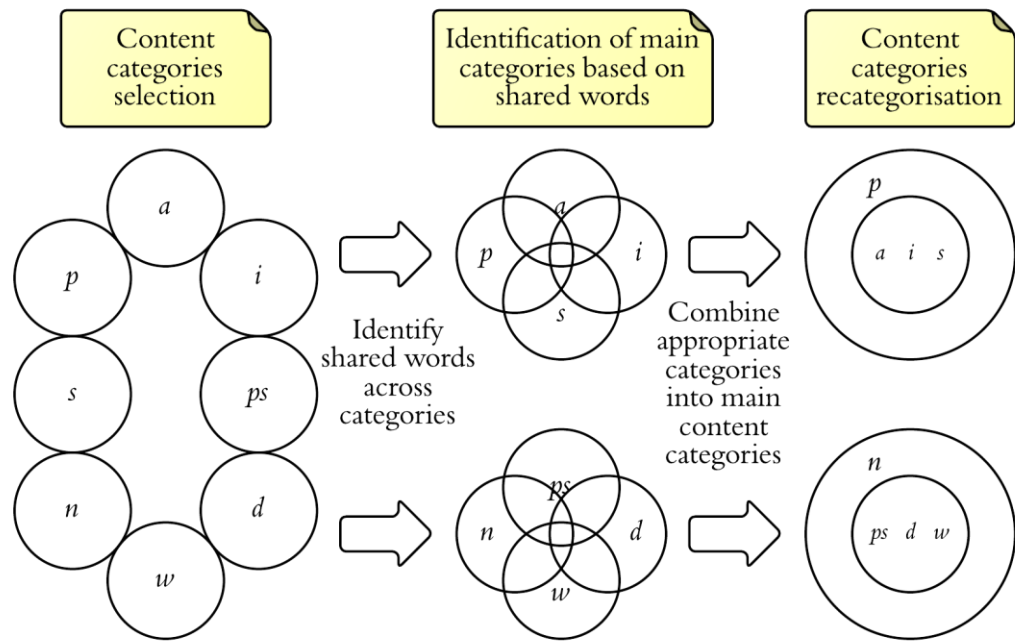 Content
categories
selection
Identification of main
categories based on
shared words
Content
categories
recategorisation
a
p
i
s
ps
n
d
w
Identify
shared words
across
categories
a
p
i
s
ps
n
d
w
Combine
appropriate
categories
into main
content
categories
p
a i s
n
ps d w